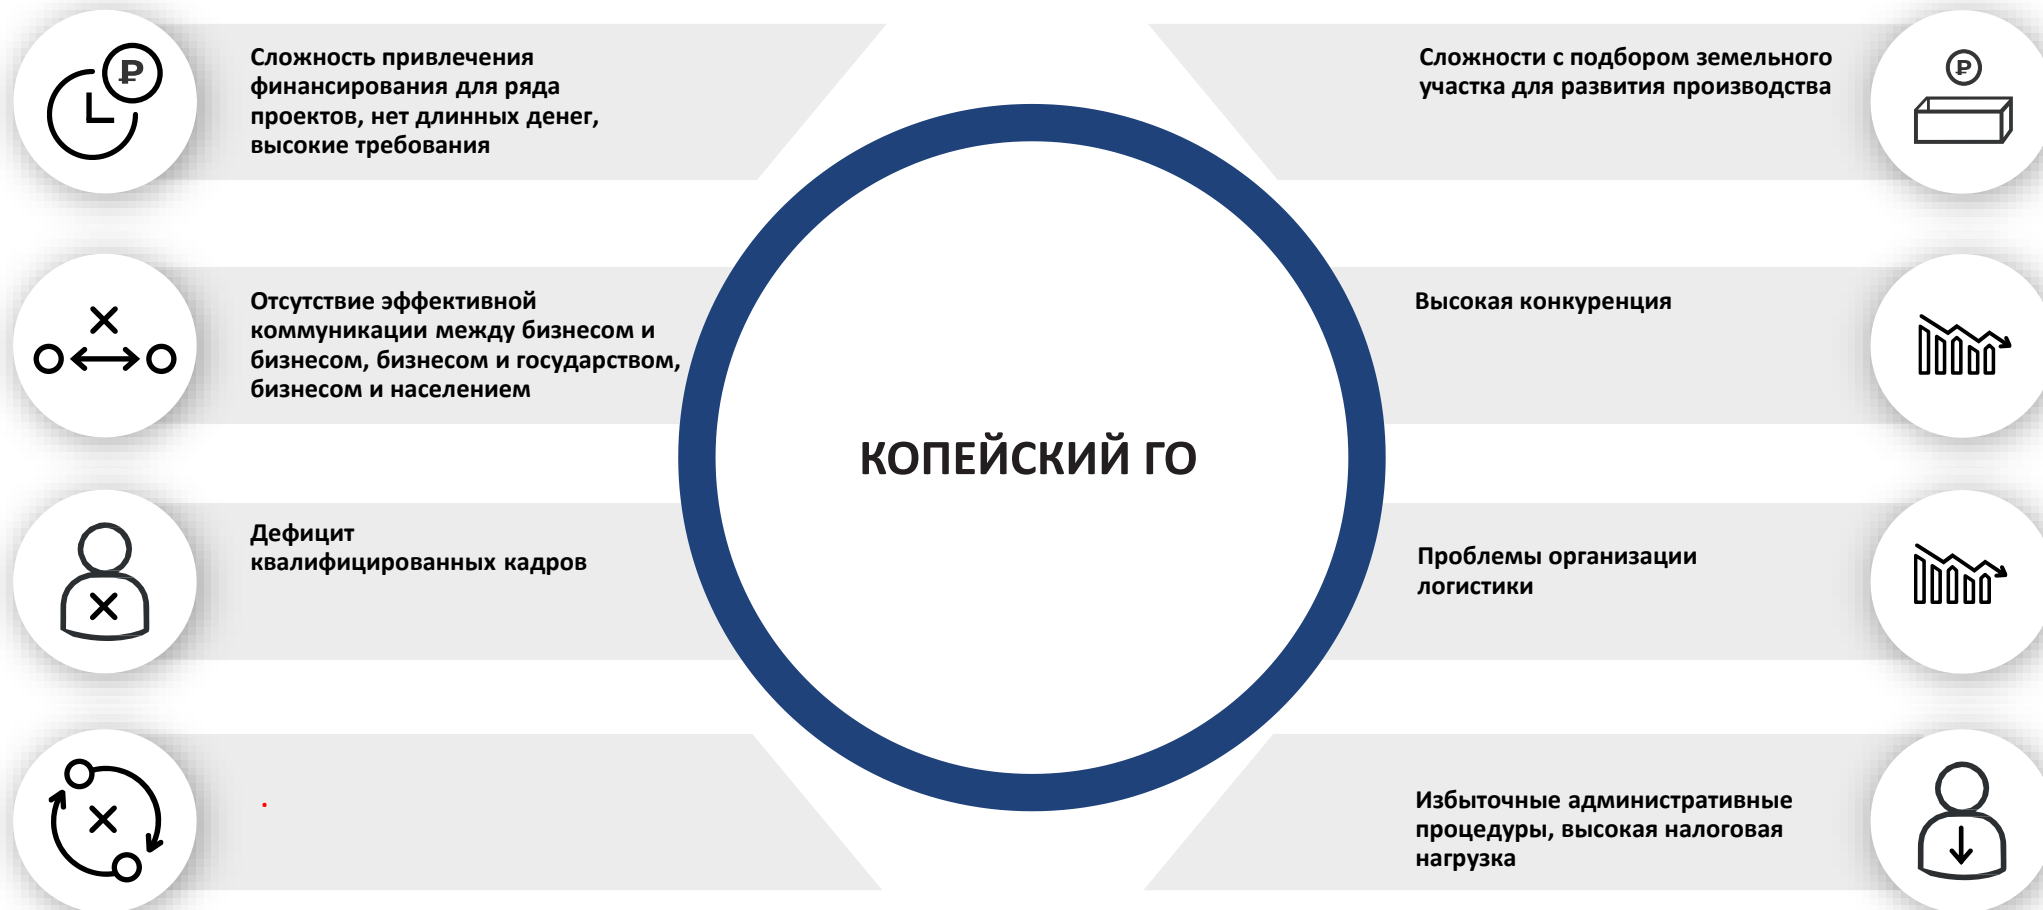 Сложность привлечения
финансирования для ряда
проектов, нет длинных денег,
высокие требования
Отсутствие эффективной
коммуникации между бизнесом и
бизнесом, бизнесом и государством,
бизнесом и населением
Дефицит
квалифицированных кадров
.
КОПЕЙСКИЙ ГО
Сложности с подбором земельного
участка для развития производства
Высокая конкуренция
Проблемы организации
логистики
Избыточные административные
процедуры, высокая налоговая
нагрузка